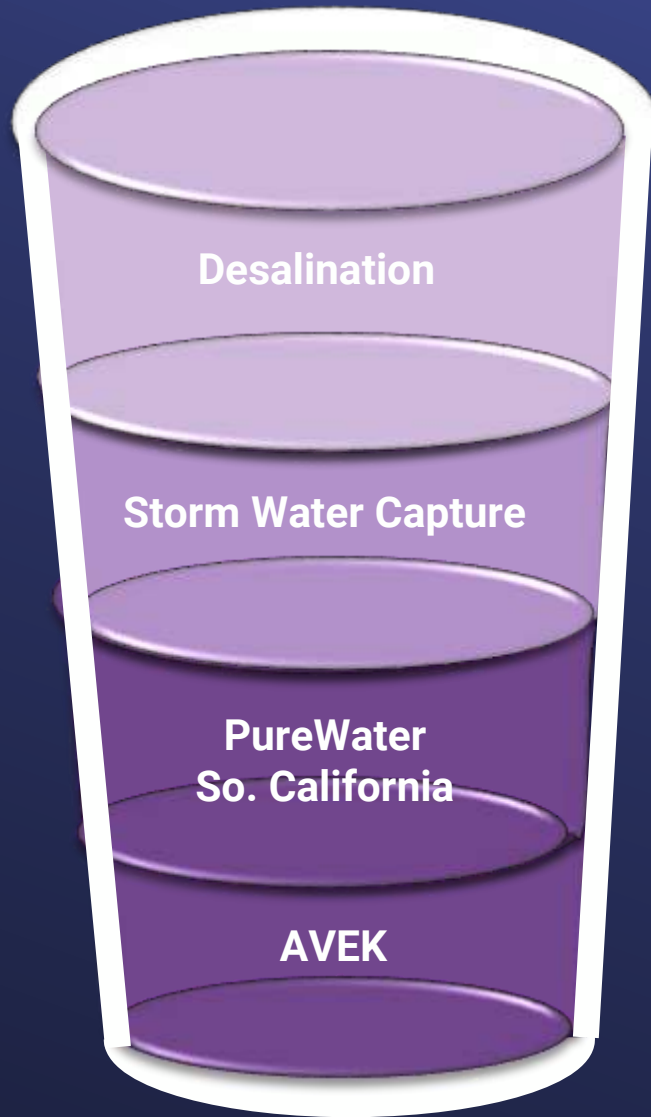 Desalination
Storm Water Capture
PureWater
So. California
AVEK